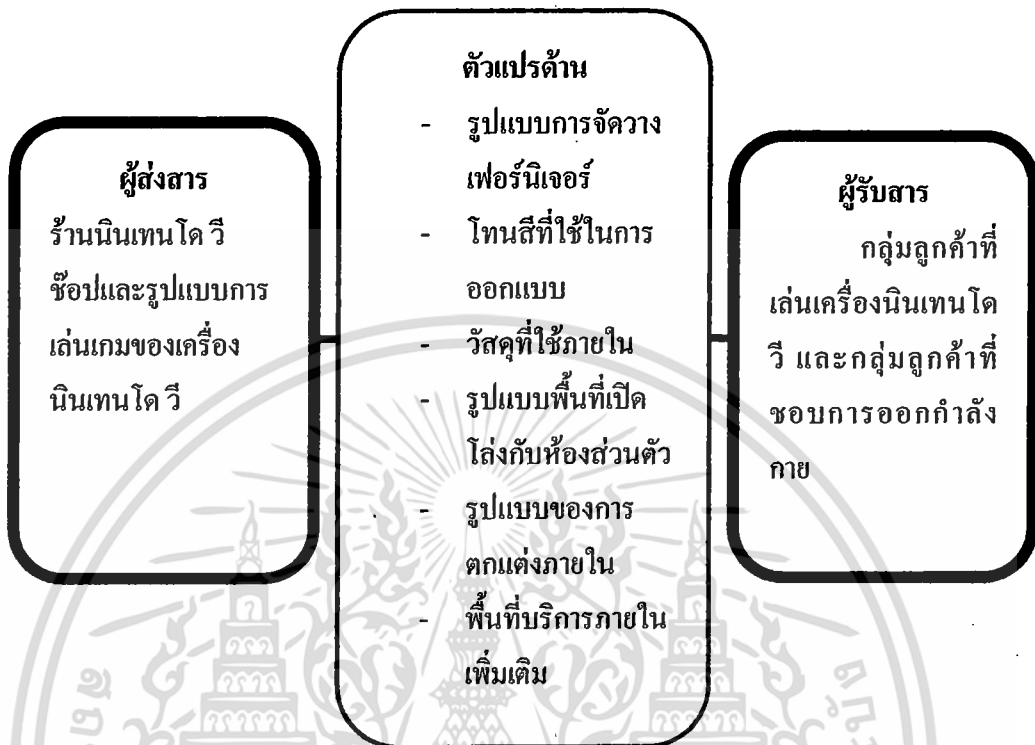 ผู้ส่งสาร
ร้านนินเทนโด วี
ช๊อปและรูปแบบการ
เล่นเกมของเครื่อง
นินเทนโด วี
ตัวแปรด้าน
- รูปแบบการจัดวาง
เฟอร์นิเจอร์
- โทนสีที่ใช้ในการ
ออกแบบ
- วัสดุที่ใช้ภายใน
- รูปแบบพื้นที่เปิด
โล่งกับห้องส่วนตัว
- รูปแบบของการ
ตกแต่งภายใน
- พื้นที่บริการภายใน
เพิ่มเติม
ผู้รับสาร
กลุ่มลูกค้าที่
เล่นเครื่องนินเทนโด
วี และกลุ่มลูกค้าที่
ชอบการออกกำลัง
กาย